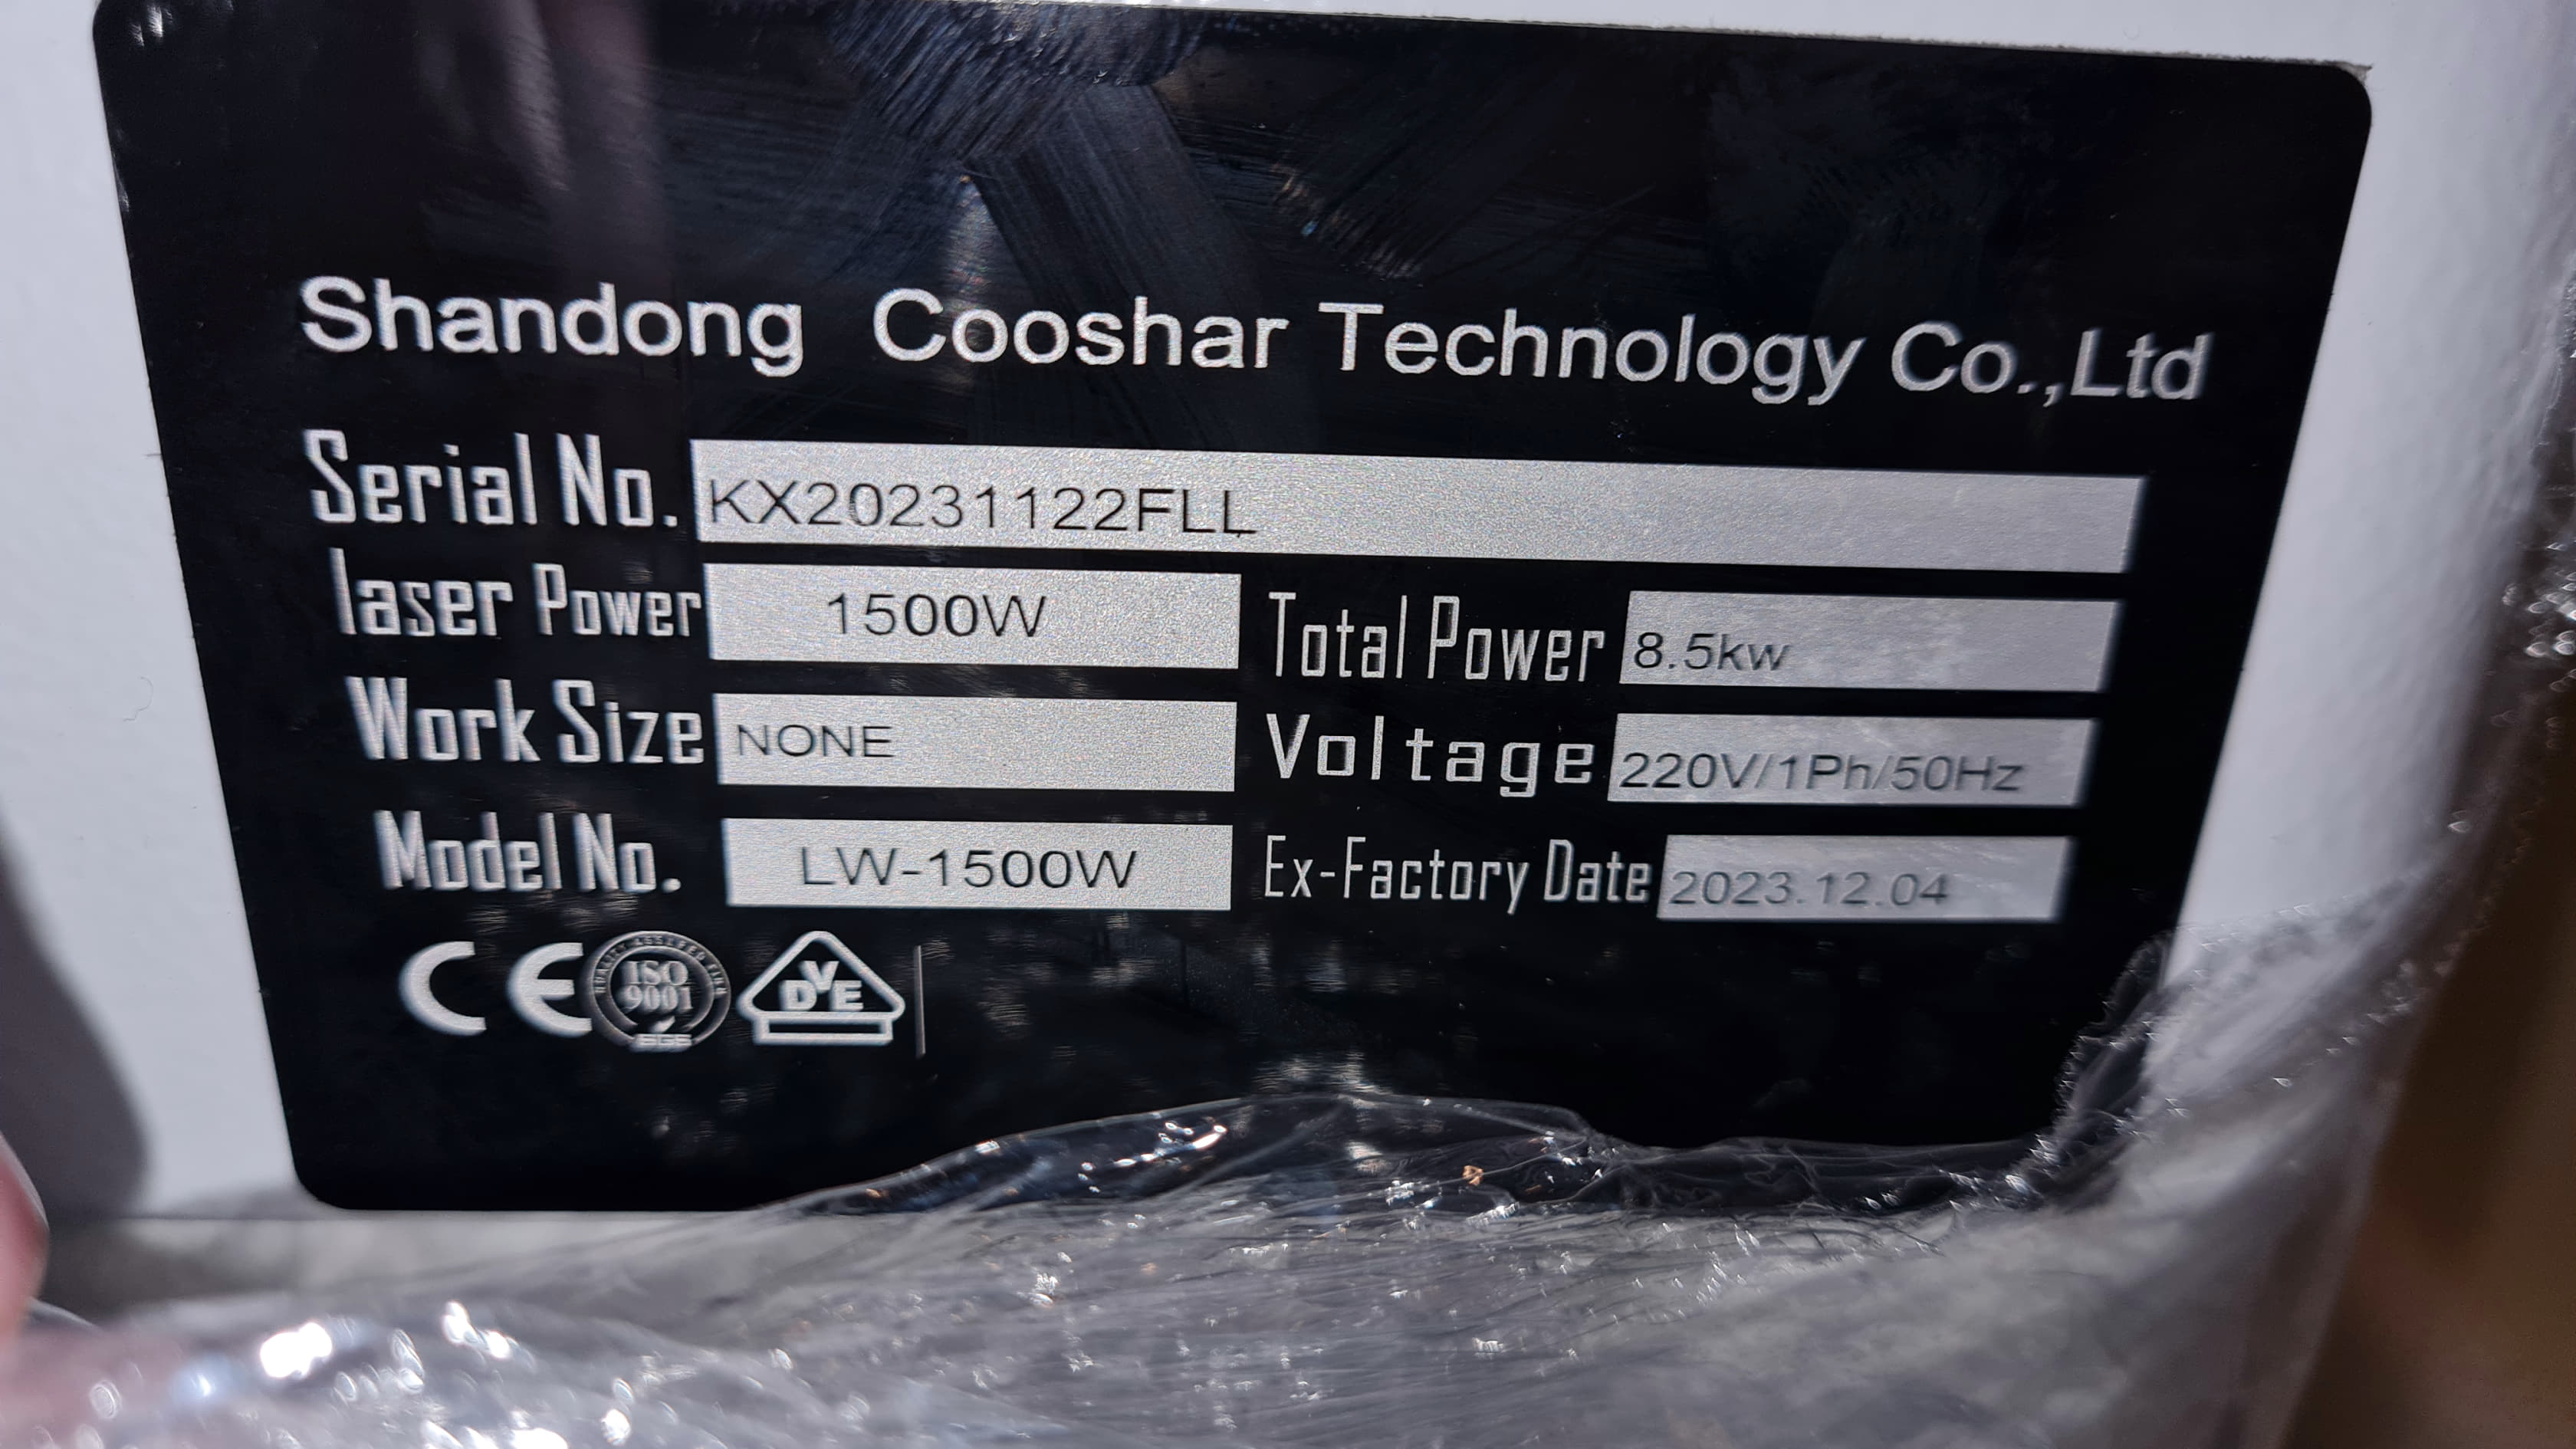 Shandong Cooshar Technology Co.,Ltd
Serial No. KX20231122FLL
laser Power 1500W Total Power 8.5kw
Work Size NONE Voltage 220V/1Ph/50Hz
Model No. LW-1500W Ex-Factory Date 2023.12.04
CE ISO 9001 SGS VDE